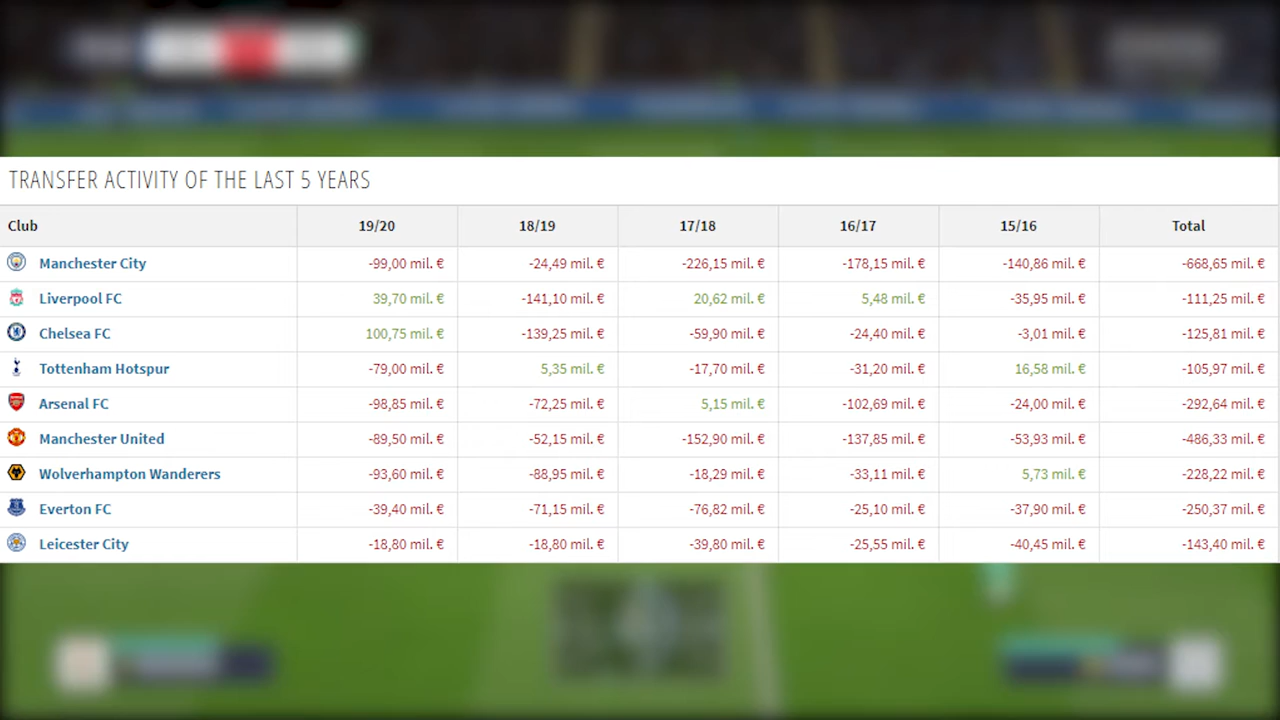 TRANSFER ACTIVITY OF THE LAST 5 YEARS
Club 19/20 18/19 17/18 16/17 15/16 Total
Manchester City -99,00 mil. € -24,49 mil. € -226,15 mil. € -178,15 mil. € -140,86 mil. € -668,65 mil. €
Liverpool FC 39,70 mil. € -141,10 mil. € 20,62 mil. € 5,48 mil. € -35,95 mil. € -111,25 mil. €
Chelsea FC 100,75 mil. € -139,25 mil. € -59,90 mil. € -24,40 mil. € -3,01 mil. € -125,81 mil. €
Tottenham Hotspur -79,00 mil. € 5,35 mil. € -17,70 mil. € -31,20 mil. € 16,58 mil. € -105,97 mil. €
Arsenal FC -98,85 mil. € -72,25 mil. € 5,15 mil. € -102,69 mil. € -24,00 mil. € -292,64 mil. €
Manchester United -89,50 mil. € -52,15 mil. € -152,90 mil. € -137,85 mil. € -53,93 mil. € -486,33 mil. €
Wolverhampton Wanderers -93,60 mil. € -88,95 mil. € -18,29 mil. € -33,11 mil. € 5,73 mil. € -228,22 mil. €
Everton FC -39,40 mil. € -71,15 mil. € -76,82 mil. € -25,10 mil. € -37,90 mil. € -250,37 mil. €
Leicester City -18,80 mil. € -18,80 mil. € -39,80 mil. € -25,55 mil. € -40,45 mil. € -143,40 mil. €